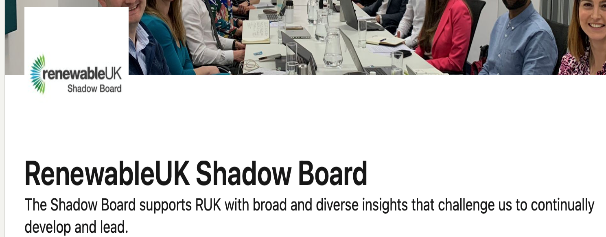 renewableUK
Shadow Board
RenewableUK Shadow Board
The Shadow Board supports RUK with broad and diverse insights that challenge us to continually
develop and lead.